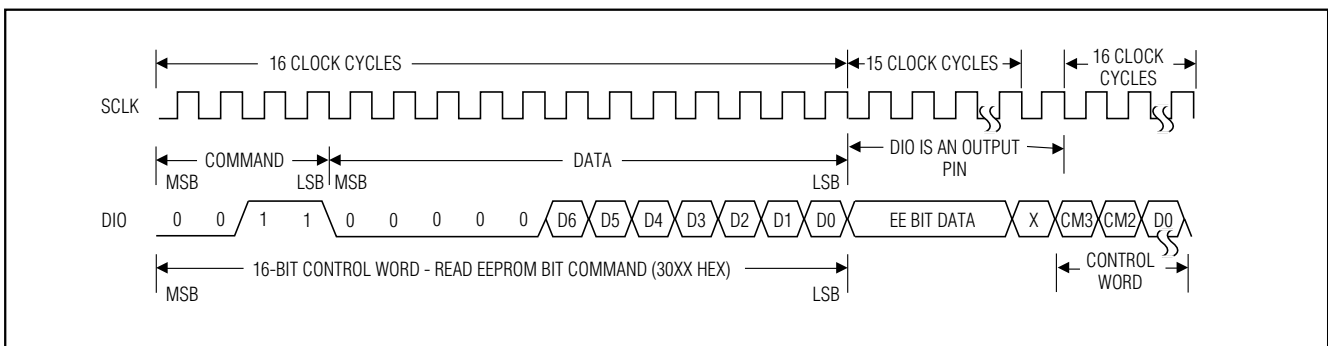 16 CLOCK CYCLES
15 CLOCK CYCLES
16 CLOCK
CYCLES
SCLK
COMMAND
DATA
DIO IS AN OUTPUT
PIN
MSB
LSB
MSB
LSB
DIO
0 0 1 1 0 0 0 0 0 D6 D5 D4 D3 D2 D1 D0 EE BIT DATA X CM3 CM2 D0
16-BIT CONTROL WORD - READ EEPROM BIT COMMAND (30XX HEX)
CONTROL
WORD
MSB
LSB